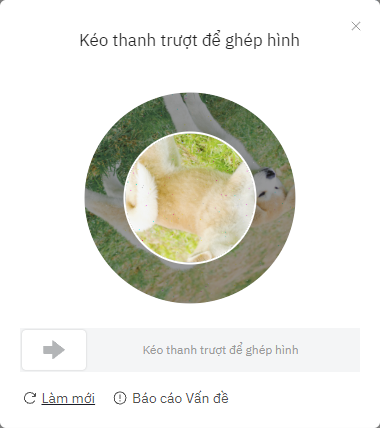 Kéo thanh trượt để ghép hình
Kéo thanh trượt để ghép hình
Làm mới
Báo cáo Vấn đề